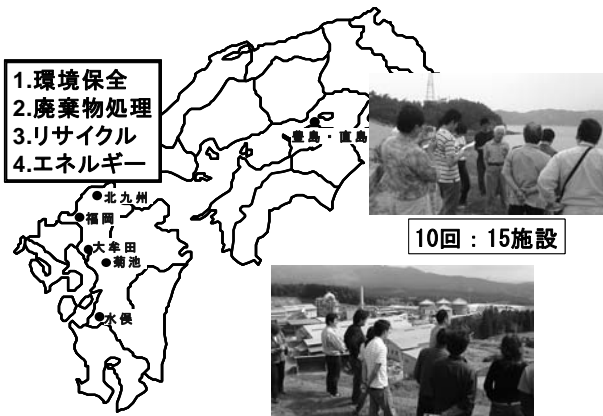 1.環境保全
2.廃棄物処理
3.リサイクル
4.エネルギー
豊島・直島
北九州
福岡
大牟田
菊池
水俣
10回：15施設